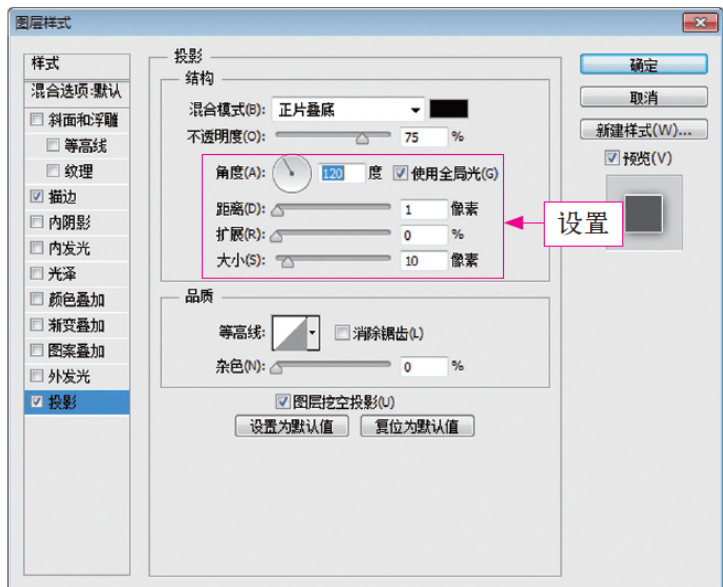 图层样式
样式
混合选项:默认
斜面和浮雕
等高线
纹理
描边
内阴影
内发光
光泽
颜色叠加
渐变叠加
图案叠加
外发光
投影
投影
结构
混合模式(B): 正片叠底
不透明度(O): 75 %
角度(A): 120 度 使用全局光(G)
距离(D): 1 像素
扩展(R): 0 %
大小(S): 10 像素
品质
等高线: 消除锯齿(L)
杂色(N): 0 %
图层挖空投影(U)
设置为默认值 复位为默认值
确定
取消
新建样式(W)...
预览(V)
设置